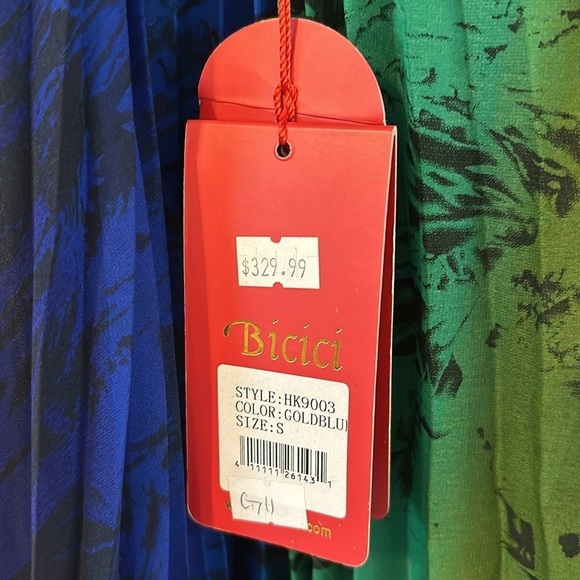 $329.99
Bicici
STYLE:HK9003
COLOR:GOLDBLU
SIZE:S
4 11111 26143 1
.com